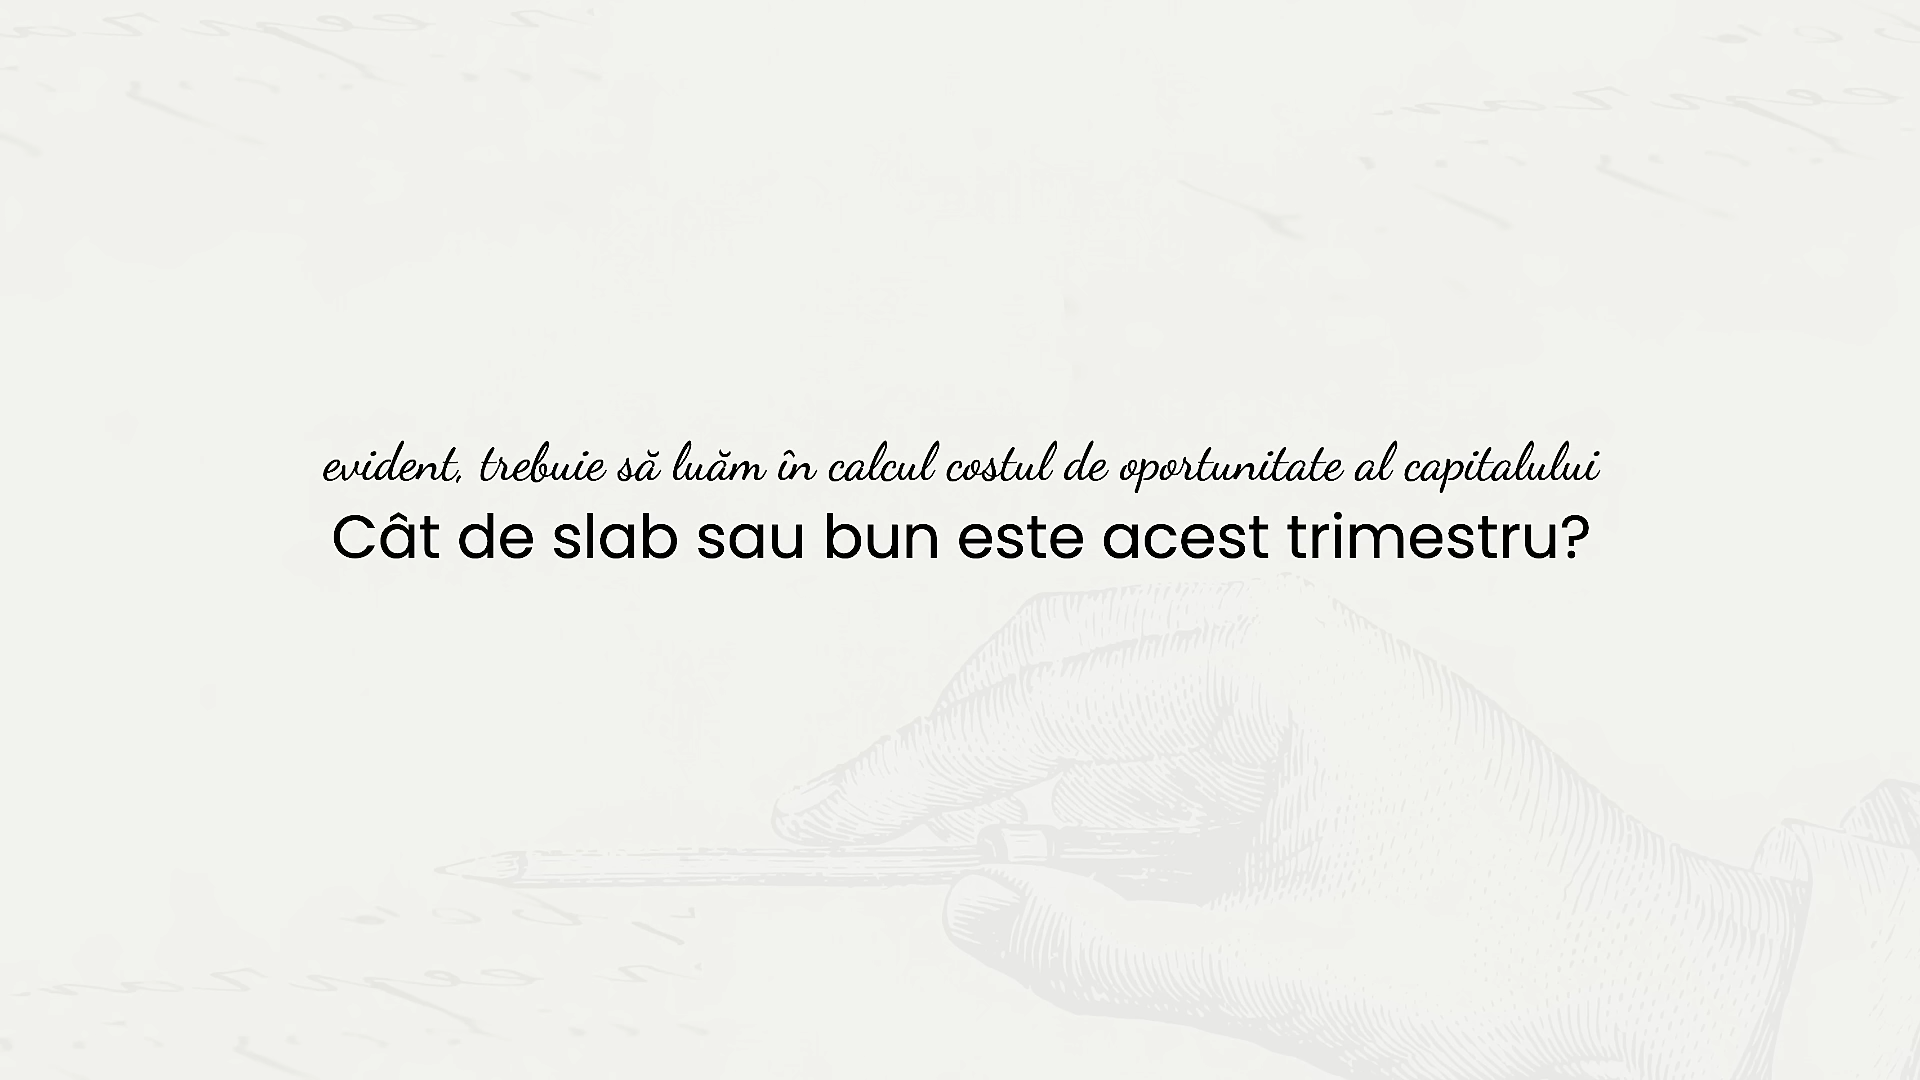 evident, trebuie să luăm în calcul costul de oportunitate al capitalului
Cât de slab sau bun este acest trimestru?